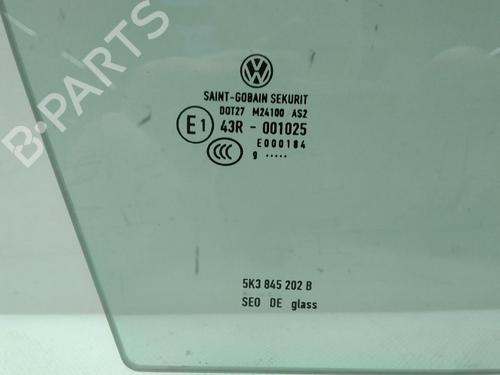 B-PARTS
VW
SAINT-GOBAIN SEKURIT
DOT27 M24100 AS2
E1 43R - 001025
E000184
CCC
9 .....
5K3 845 202 B
SEO DE glass